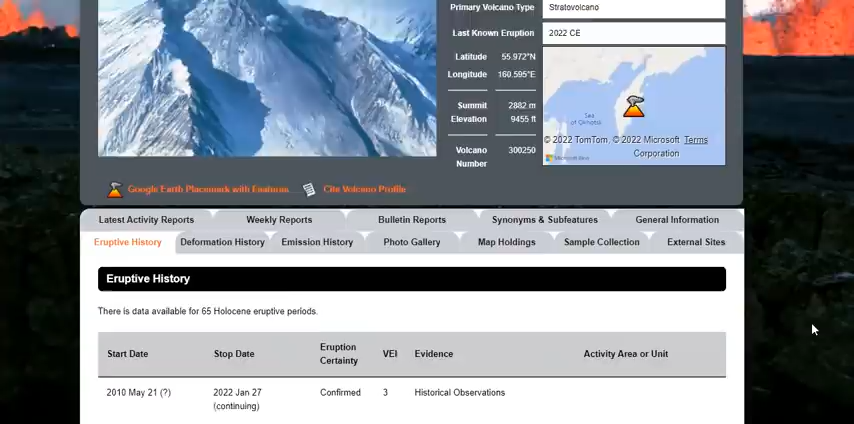 Primary Volcano Type Stratovolcano
Last Known Eruption 2022 CE
Latitude 55.972°N
Longitude 160.595°E
Summit Elevation 2882 m
9455 ft
Volcano Number 300250
Sea of Okhotsk
© 2022 TomTom, © 2022 Microsoft Corporation Terms
Microsoft Bing
Google Earth Placemark with Features Cite Volcano Profile
Latest Activity Reports Weekly Reports Bulletin Reports Synonyms & Subfeatures General Information
Eruptive History Deformation History Emission History Photo Gallery Map Holdings Sample Collection External Sites
Eruptive History
There is data available for 65 Holocene eruptive periods.
Start Date Stop Date Eruption Certainty VEI Evidence Activity Area or Unit
2010 May 21 (?) 2022 Jan 27 (continuing) Confirmed 3 Historical Observations